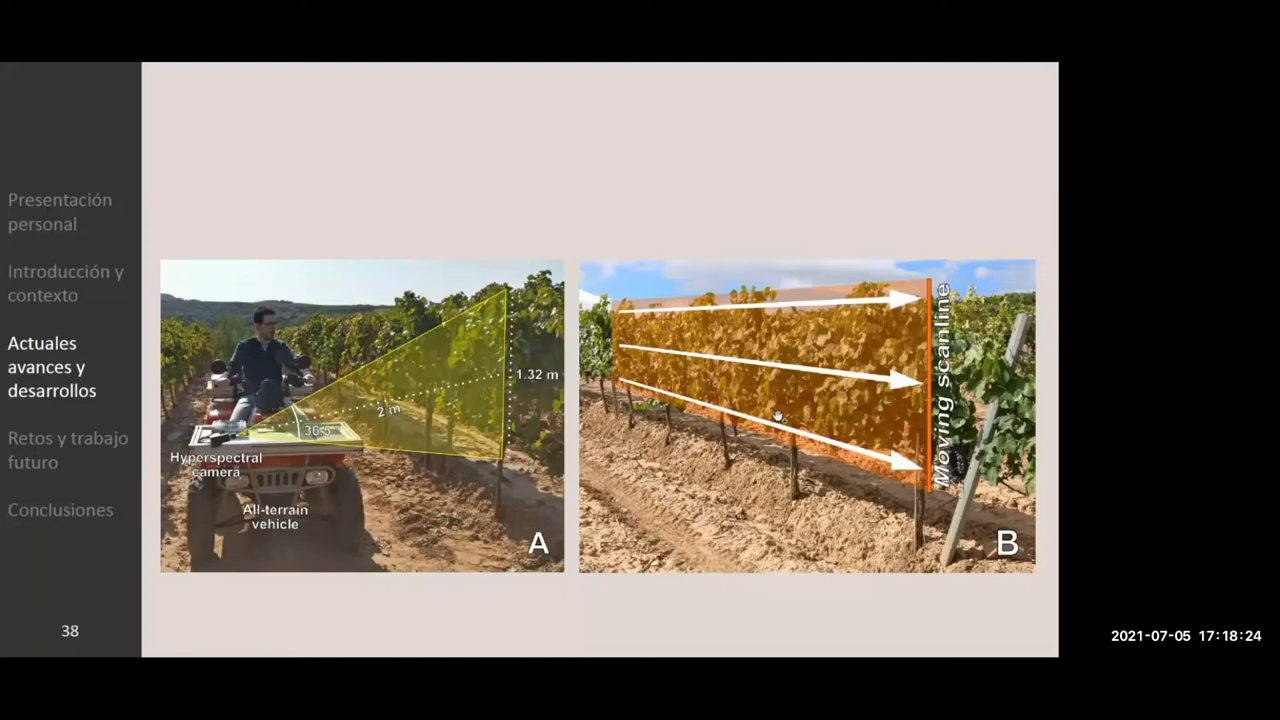 Presentación
personal
Introducción y
contexto
Actuales
avances y
desarrollos
Retos y trabajo
futuro
Conclusiones
38
1.32 m
2 m
36.5°
Hyperspectral
camera
All-terrain
vehicle
A
Moving scanline
B
2021-07-05 17:18:24